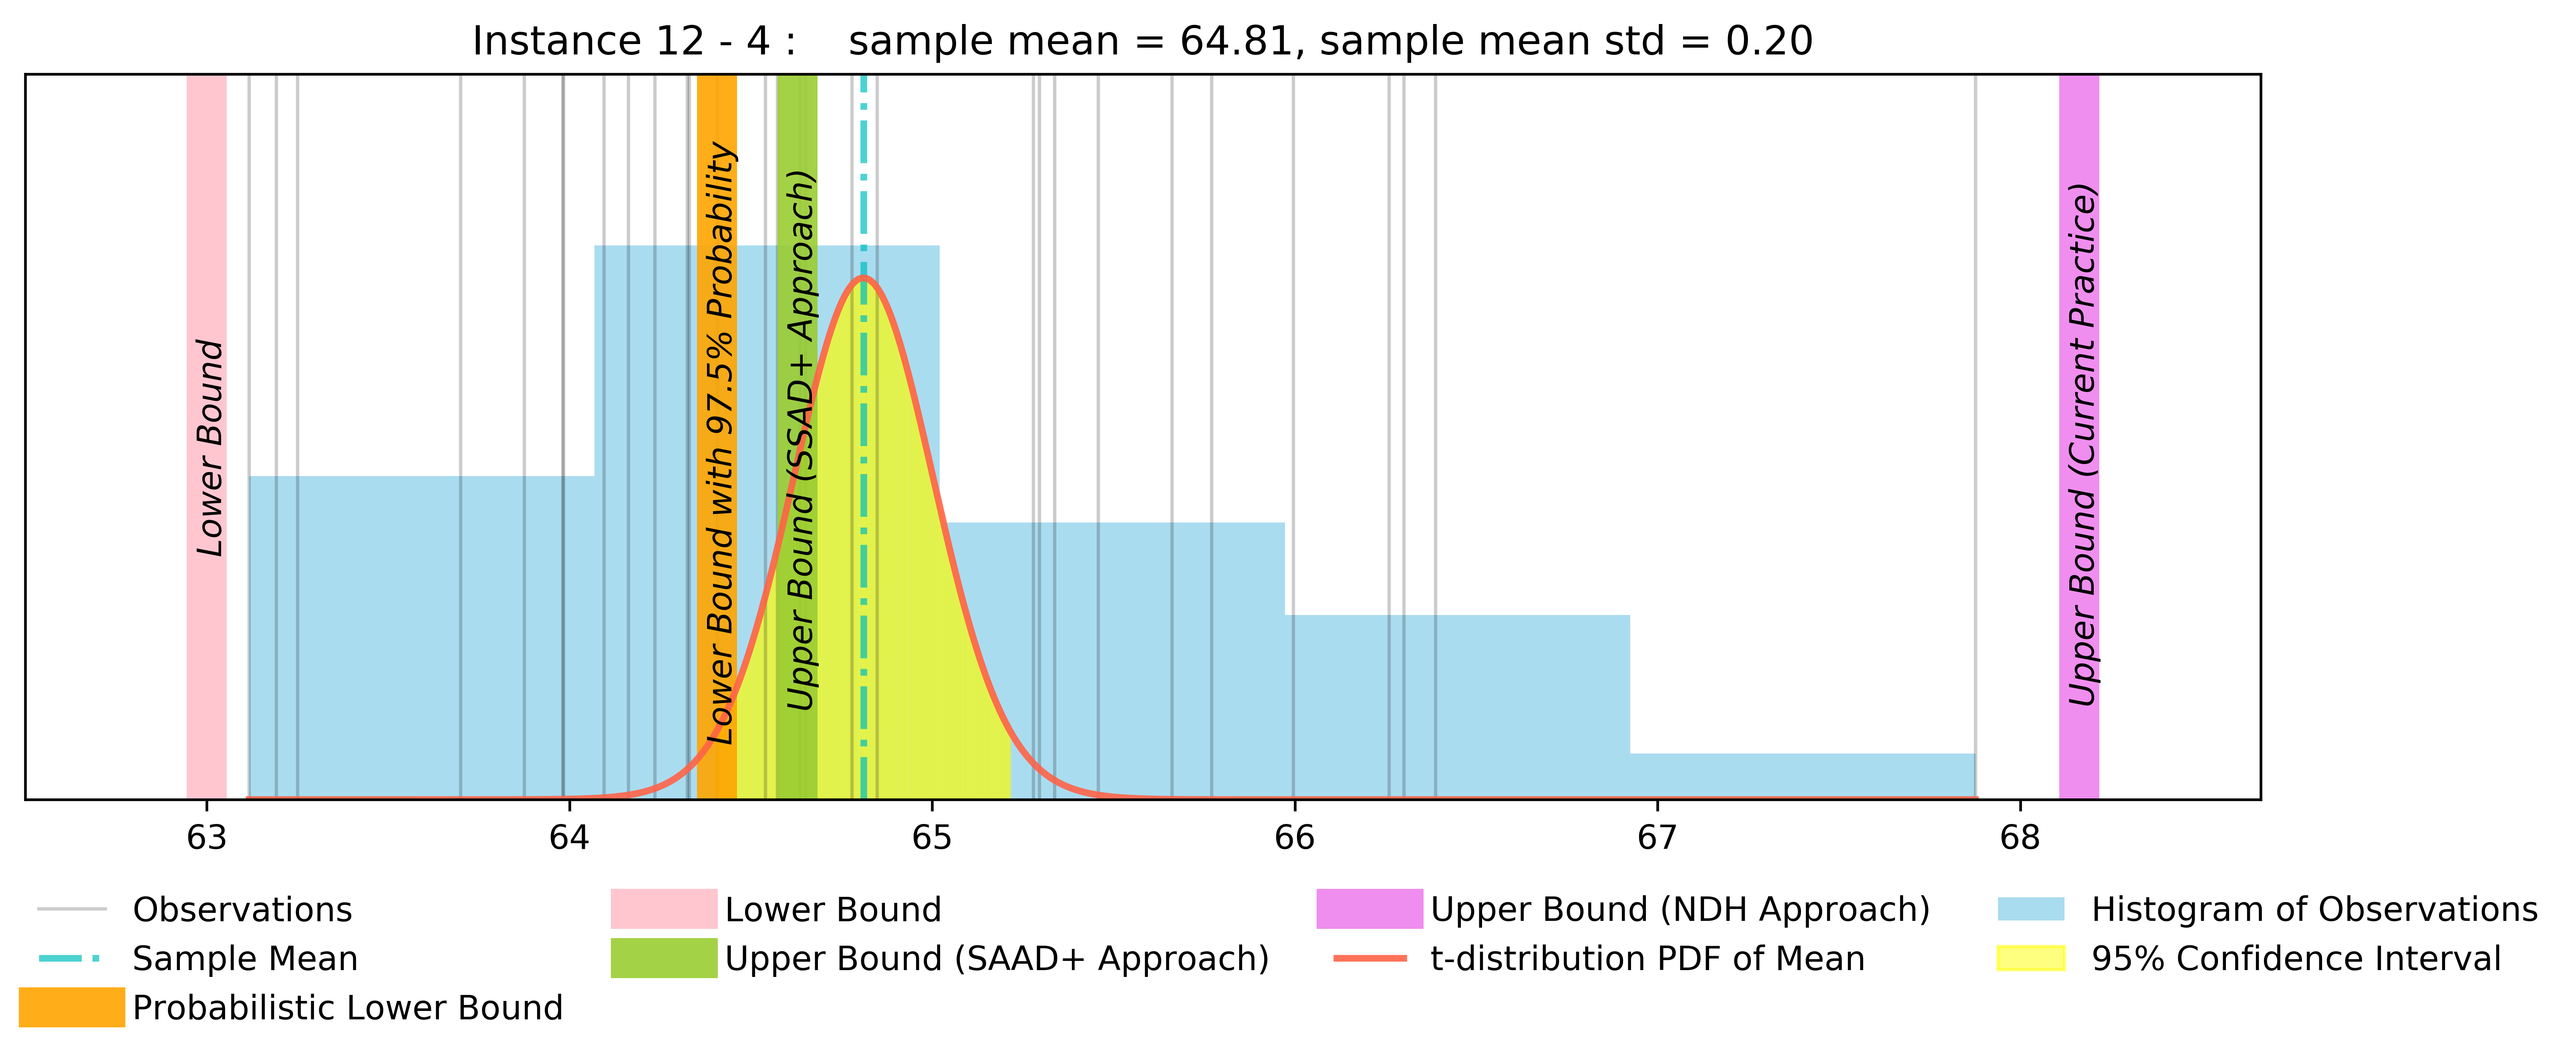 Instance 12 - 4 :    sample mean = 64.81, sample mean std = 0.20
Lower Bound
Lower Bound with 97.5% Probability
Upper Bound (SSAD+ Approach)
Upper Bound (Current Practice)
63 64 65 66 67 68
Observations
Sample Mean
Probabilistic Lower Bound
Lower Bound
Upper Bound (SAAD+ Approach)
Upper Bound (NDH Approach)
t-distribution PDF of Mean
Histogram of Observations
95% Confidence Interval